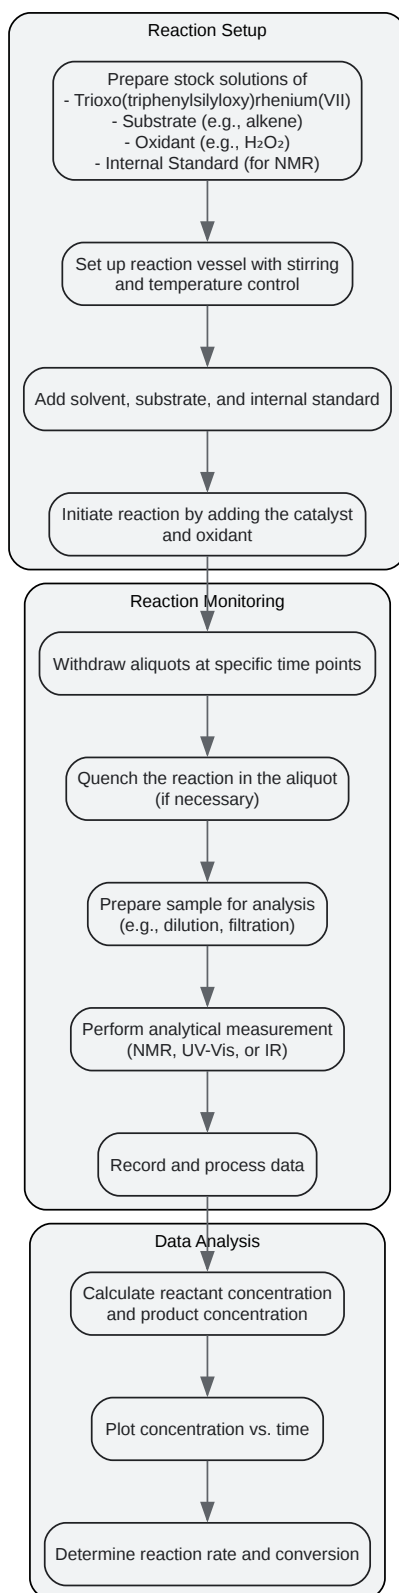 Reaction Setup
Prepare stock solutions of
- Trioxo(triphenylsilyloxy)rhenium(VII)
- Substrate (e.g., alkene)
- Oxidant (e.g., H₂O₂)
- Internal Standard (for NMR)
Set up reaction vessel with stirring
and temperature control
Add solvent, substrate, and internal standard
Initiate reaction by adding the catalyst
and oxidant
Reaction Monitoring
Withdraw aliquots at specific time points
Quench the reaction in the aliquot
(if necessary)
Prepare sample for analysis
(e.g., dilution, filtration)
Perform analytical measurement
(NMR, UV-Vis, or IR)
Record and process data
Data Analysis
Calculate reactant concentration
and product concentration
Plot concentration vs. time
Determine reaction rate and conversion